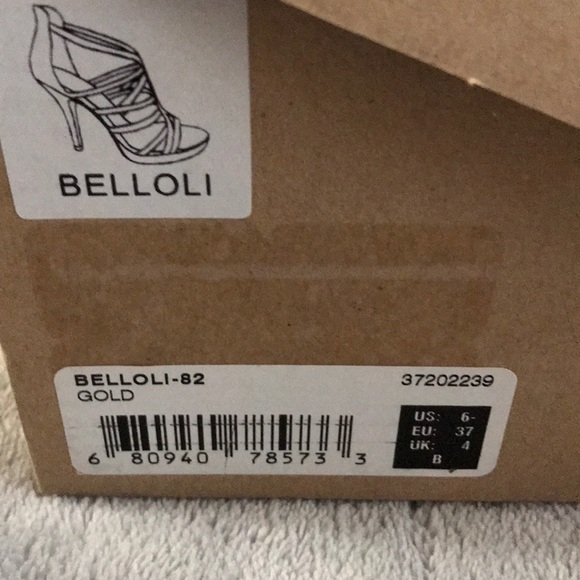 BELLOLI
BELLOLI-82 37202239
GOLD
US: 6-
EU: 37
UK: 4
B
6 80940 78573 3